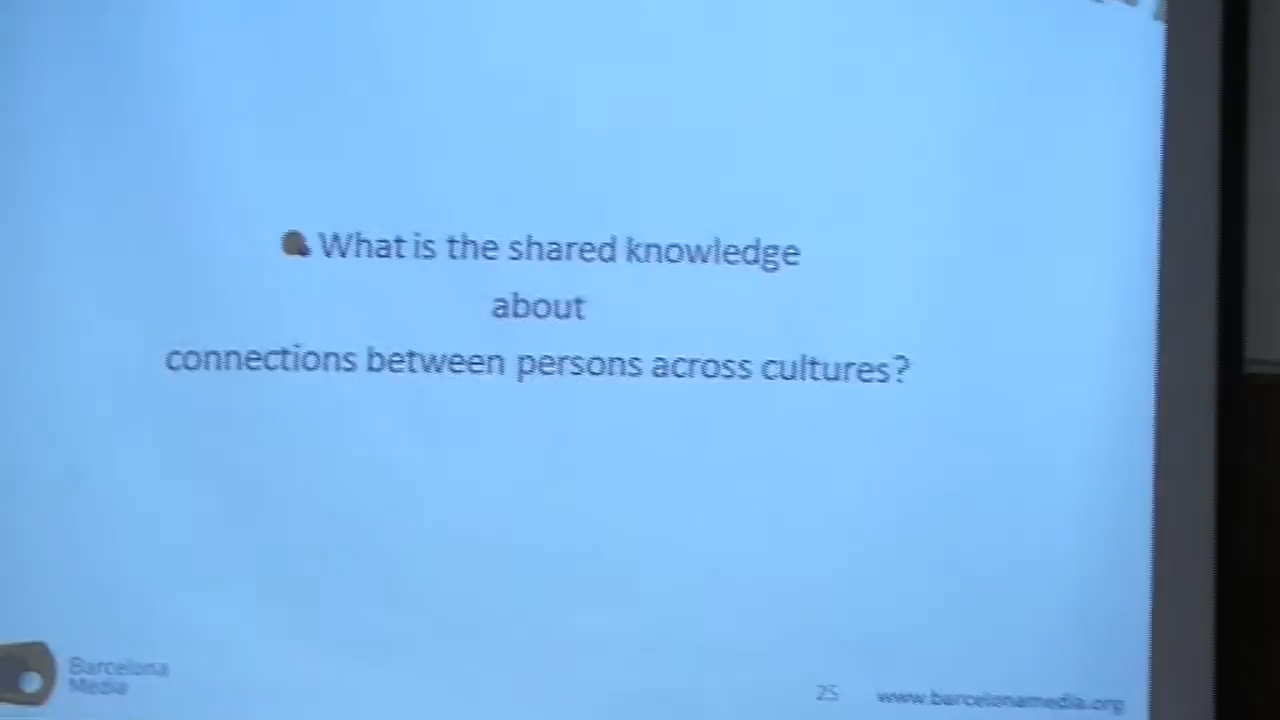 What is the shared knowledge
about
connections between persons across cultures?
Barcelona
Media
25 www.barcelonamedia.org